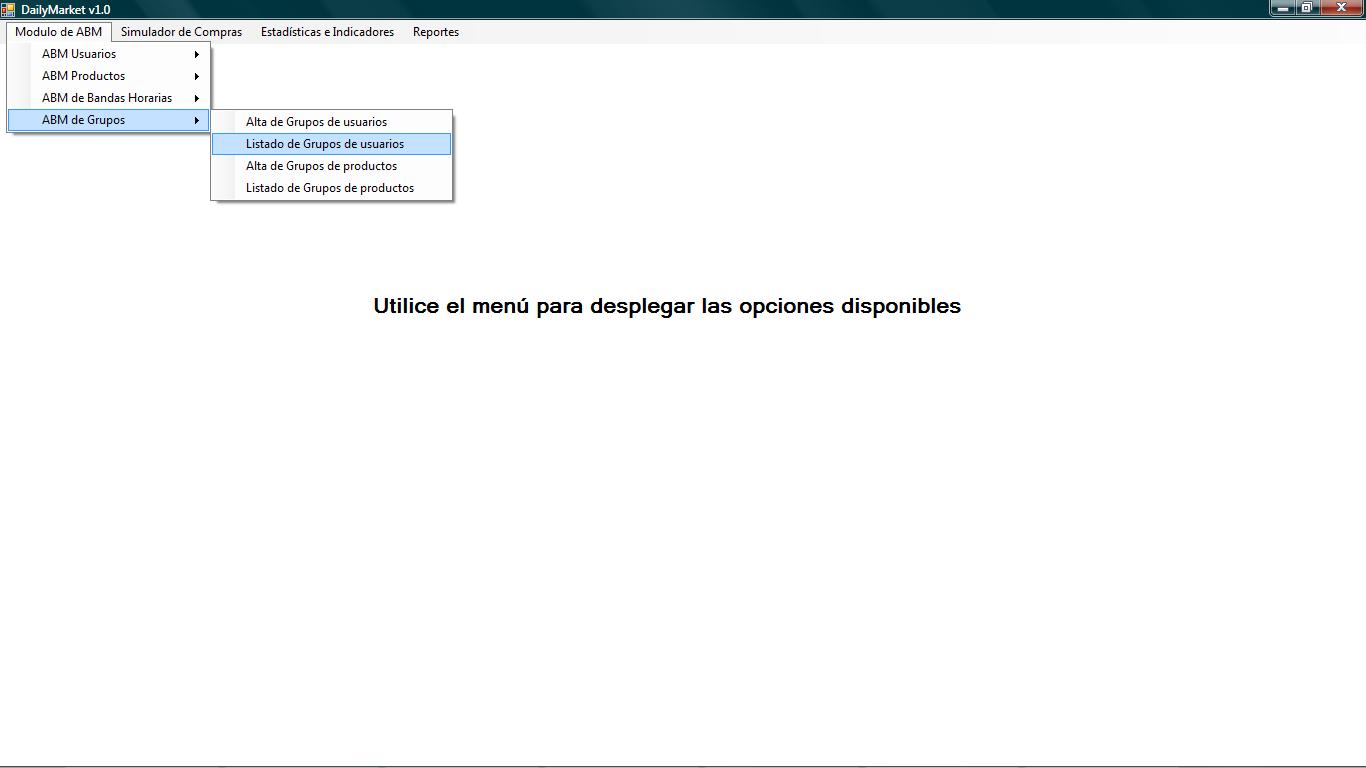 DailyMarket v1.0
Modulo de ABM Simulador de Compras Estadísticas e Indicadores Reportes
ABM Usuarios
ABM Productos
ABM de Bandas Horarias
ABM de Grupos
Alta de Grupos de usuarios
Listado de Grupos de usuarios
Alta de Grupos de productos
Listado de Grupos de productos
Utilice el menú para desplegar las opciones disponibles